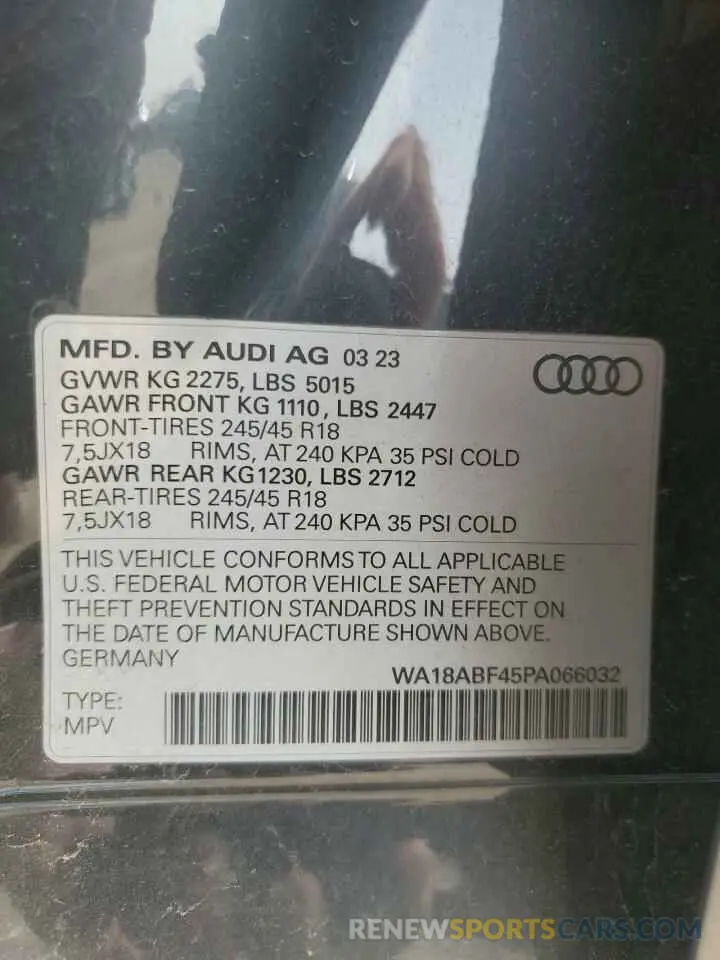 MFD. BY AUDI AG 03 23
GVWR KG 2275, LBS 5015
GAWR FRONT KG 1110, LBS 2447
FRONT-TIRES 245/45 R18
7,5JX18 RIMS, AT 240 KPA 35 PSI COLD
GAWR REAR KG1230, LBS 2712
REAR-TIRES 245/45 R18
7,5JX18 RIMS, AT 240 KPA 35 PSI COLD
THIS VEHICLE CONFORMS TO ALL APPLICABLE
U.S. FEDERAL MOTOR VEHICLE SAFETY AND
THEFT PREVENTION STANDARDS IN EFFECT ON
THE DATE OF MANUFACTURE SHOWN ABOVE.
GERMANY
WA18ABF45PA066032
TYPE:
MPV
RENEWSPORTSCARS.COM